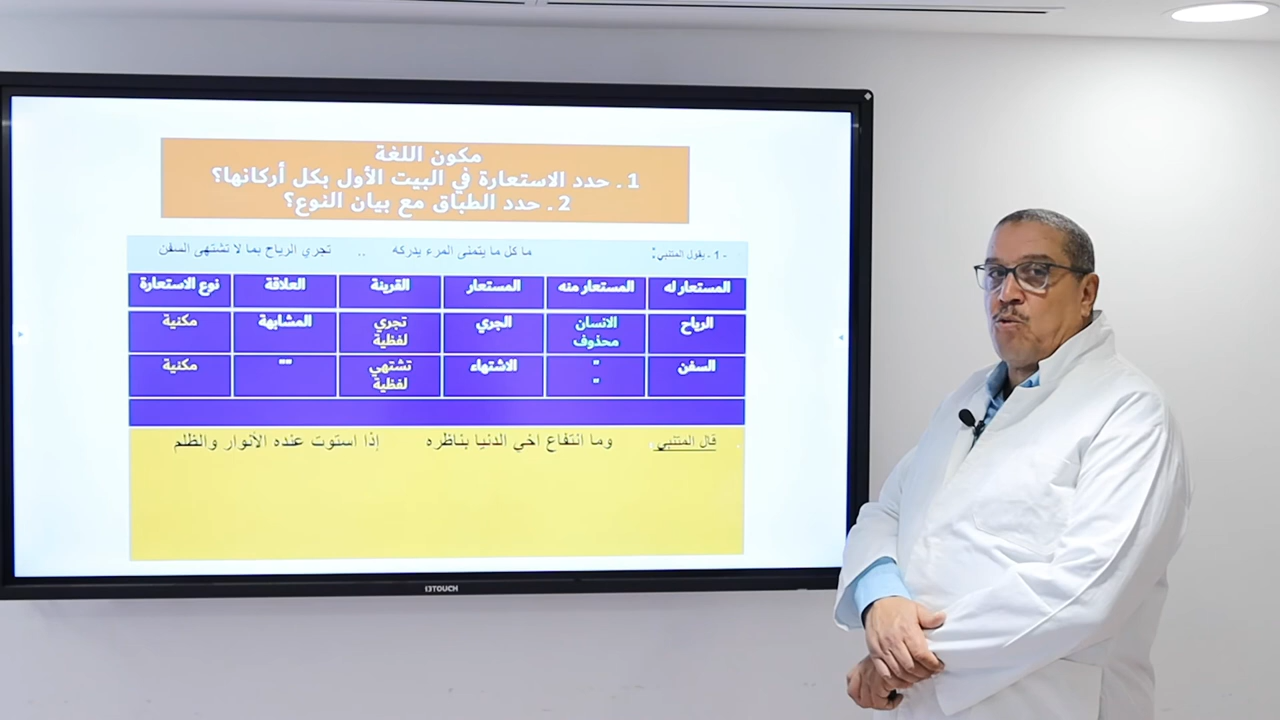 مكون اللغة
1 . حدد الاستعارة في البيت الأول بكل أركانها؟
2 . حدد الطباق مع بيان النوع؟
- 1 - يقول المتنبي: ما كل ما يتمنى المرء يدركه .. تجري الرياح بما لا تشتهى السفن
المستعار له المستعار منه المستعار القرينة العلاقة نوع الاستعارة
الرياح الانسان محذوف الجري تجري لفظية المشابهة مكنية
السفن " " الاشتهاء تشتهي لفظية "" مكنية
قال المتنبي: وما انتفاع اخي الدنيا بناظره إذا استوت عنده الأنوار والظلم
i3TOUCH